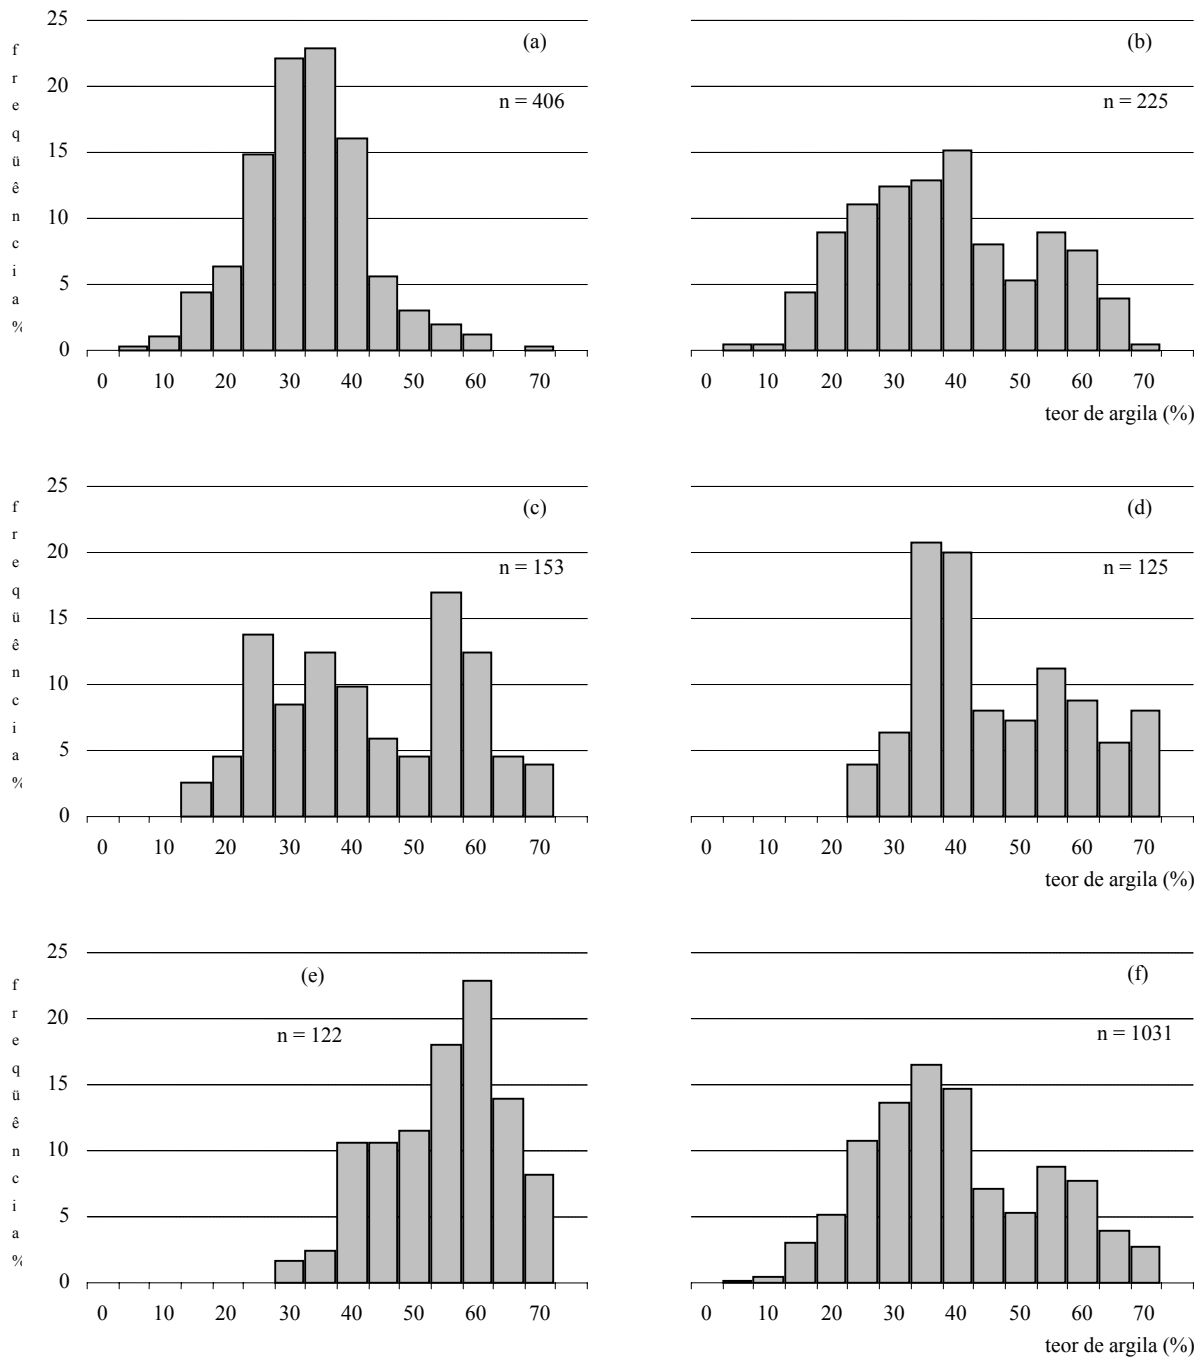 25
20
15
10
5
0
freqüência %
(a)
n = 406
0 10 20 30 40 50 60 70
(b)
n = 225
0 10 20 30 40 50 60 70
teor de argila (%)
25
20
15
10
5
0
freqüência %
(c)
n = 153
0 10 20 30 40 50 60 70
(d)
n = 125
0 10 20 30 40 50 60 70
teor de argila (%)
25
20
15
10
5
0
freqüência %
(e)
n = 122
0 10 20 30 40 50 60 70
(f)
n = 1031
0 10 20 30 40 50 60 70
teor de argila (%)